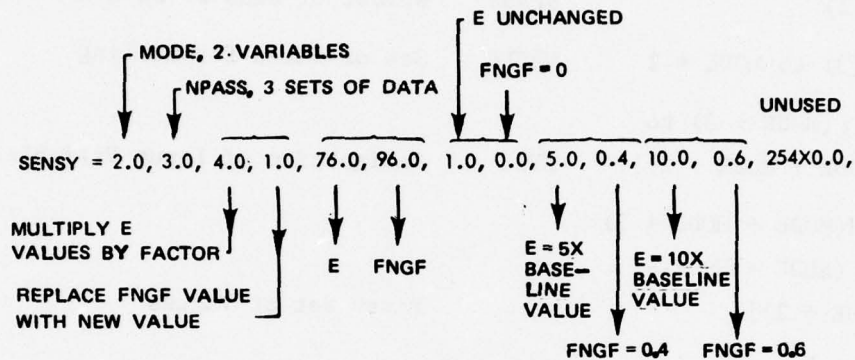 E UNCHANGED
MODE, 2 VARIABLES
FNGF = 0
NPASS, 3 SETS OF DATA
UNUSED
SENSY = 2.0, 3.0, 4.0, 1.0, 76.0, 96.0, 1.0, 0.0, 5.0, 0.4, 10.0, 0.6, 254X0.0,
MULTIPLY E
VALUES BY FACTOR
E
FNGF
E = 5X
BASE-
LINE
VALUE
E = 10X
BASELINE
VALUE
REPLACE FNGF VALUE
WITH NEW VALUE
FNGF = 0.4
FNGF = 0.6